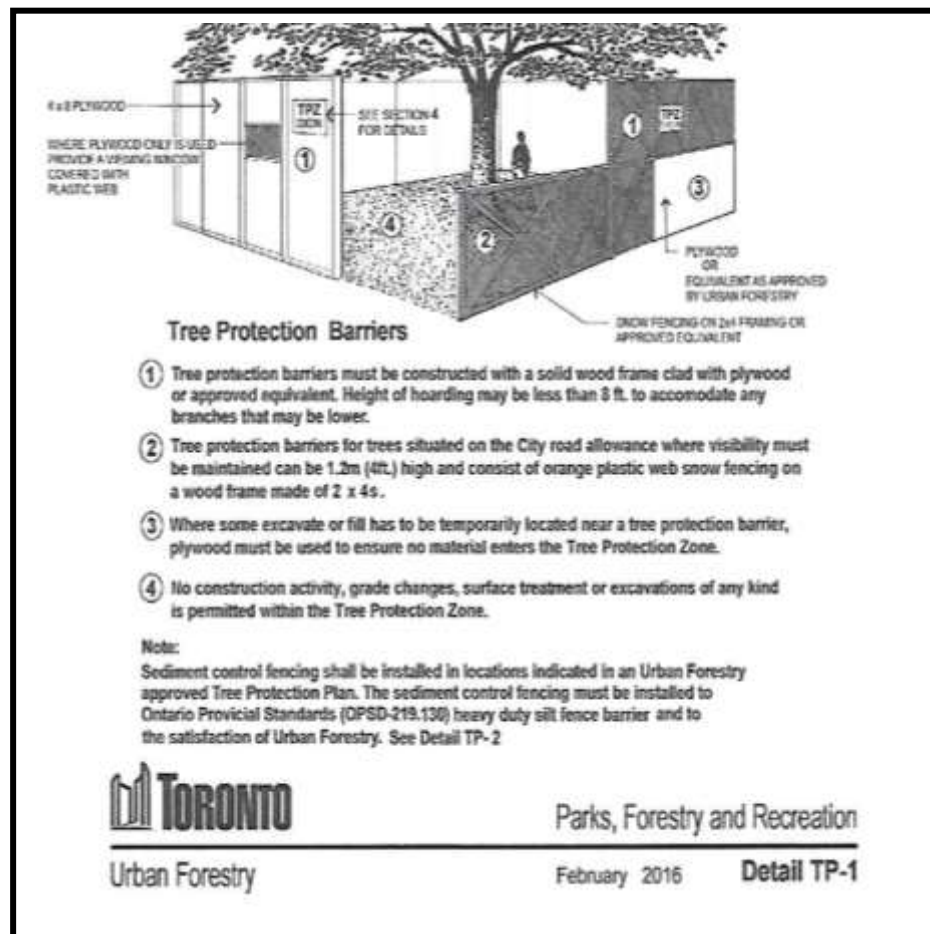 4 x 8 PLYWOOD
WHERE PLYWOOD ONLY IS USED
PROVIDE A VIEWING WINDOW
COVERED WITH
PLASTIC WEB
TPZ
SEE SECTION 4
FOR DETAILS
1
4
2
1
TPZ
3
PLYWOOD
OR
EQUIVALENT AS APPROVED
BY URBAN FORESTRY
SNOW FENCING ON 2x4 FRAMING OR
APPROVED EQUIVALENT
Tree Protection Barriers
1 Tree protection barriers must be constructed with a solid wood frame clad with plywood
or approved equivalent. Height of hoarding may be less than 8 ft. to accomodate any
branches that may be lower.
2 Tree protection barriers for trees situated on the City road allowance where visibility must
be maintained can be 1.2m (4ft.) high and consist of orange plastic web snow fencing on
a wood frame made of 2 x 4s.
3 Where some excavate or fill has to be temporarily located near a tree protection barrier,
plywood must be used to ensure no material enters the Tree Protection Zone.
4 No construction activity, grade changes, surface treatment or excavations of any kind
is permitted within the Tree Protection Zone.
Note:
Sediment control fencing shall be installed in locations indicated in an Urban Forestry
approved Tree Protection Plan. The sediment control fencing must be installed to
Ontario Provicial Standards (OPSD-219.130) heavy duty silt fence barrier and to
the satisfaction of Urban Forestry. See Detail TP-2
TORONTO
Parks, Forestry and Recreation
Urban Forestry
February 2016
Detail TP-1